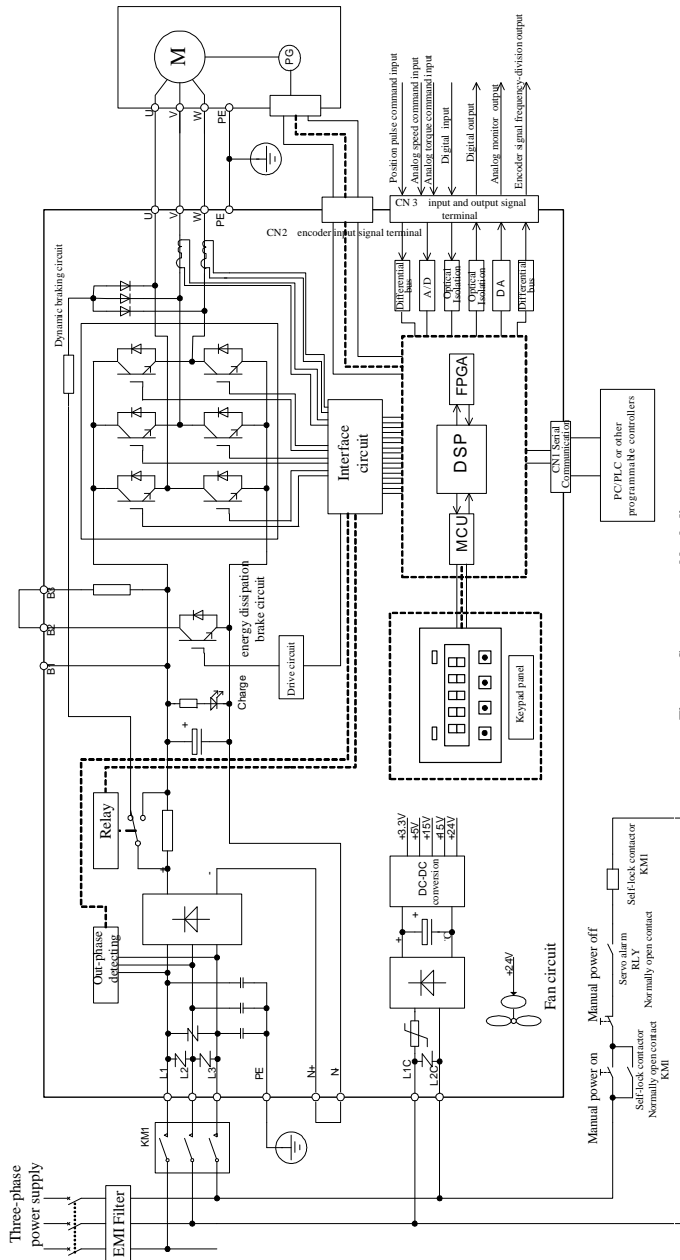 Three-phase
power supply
EMI Filter
KM1
L1
L2
L3
PE
N+
N-
L1C
L2C
Out-phase
detecting
Relay
+
-
+
Charge
B1
B2
B3
energy dissipation
brake circuit
Drive circuit
Dynamic braking circuit
U
V
W
PE
U
V
W
PE
M
PG
CN2 encoder input signal terminal
Interface
circuit
MCU
DSP
FPGA
Keypad panel
DC-DC
conversion
+
+
+3.3V
+5V
+15V
+15V
+24V
+24V
Fan circuit
Differential
bus
A/D
Optical
Isolation
Optical
Isolation
DA
Differential
bus
CN 3 input and output signal
terminal
Position pulse command input
Analog speed command input
Analog torque command input
Digital input
Digital output
Analog monitor output
Encoder signal frequency-division output
CN1 Serial
Communication
PC/PLC or other
programmable controllers
Manual power on
Manual power off
Self-lock contactor
Normally open contact
KMI
Servo alarm
RLY
Normally open contact
Self-lock contactor
KM1